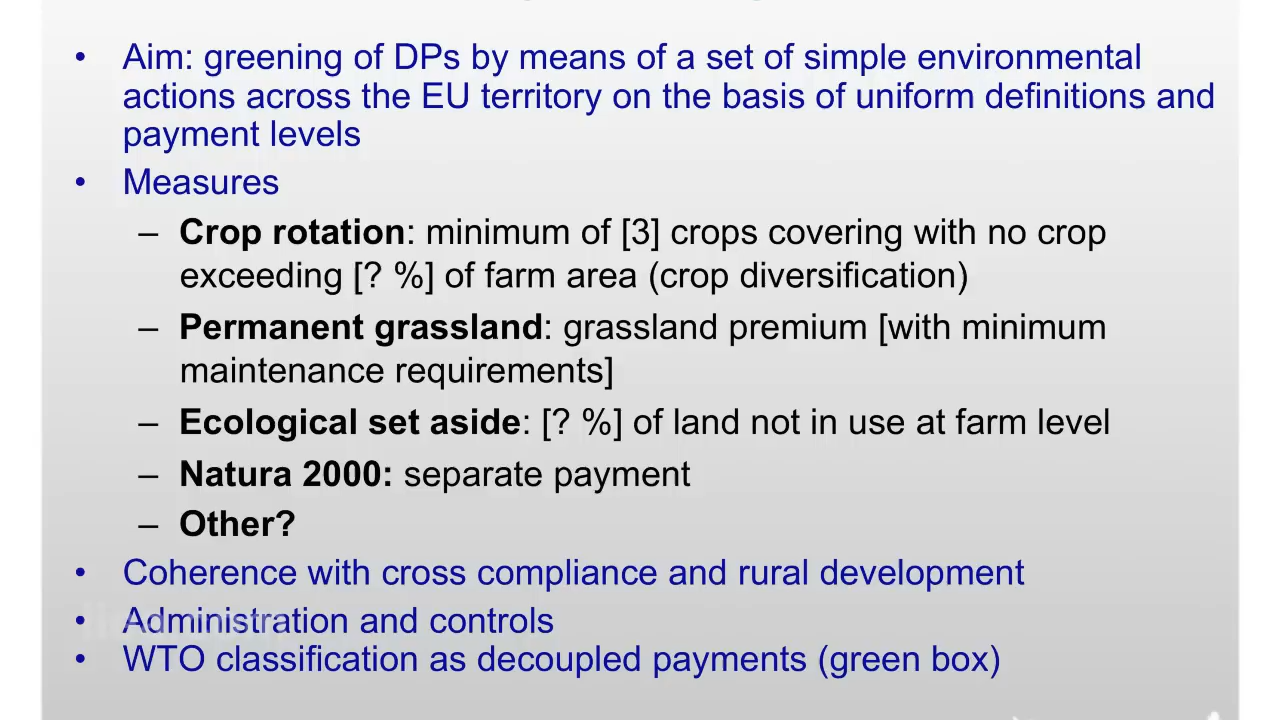 • Aim: greening of DPs by means of a set of simple environmental
actions across the EU territory on the basis of uniform definitions and
payment levels
• Measures
– Crop rotation: minimum of [3] crops covering with no crop
exceeding [? %] of farm area (crop diversification)
– Permanent grassland: grassland premium [with minimum
maintenance requirements]
– Ecological set aside: [? %] of land not in use at farm level
– Natura 2000: separate payment
– Other?
• Coherence with cross compliance and rural development
• Administration and controls
• WTO classification as decoupled payments (green box)